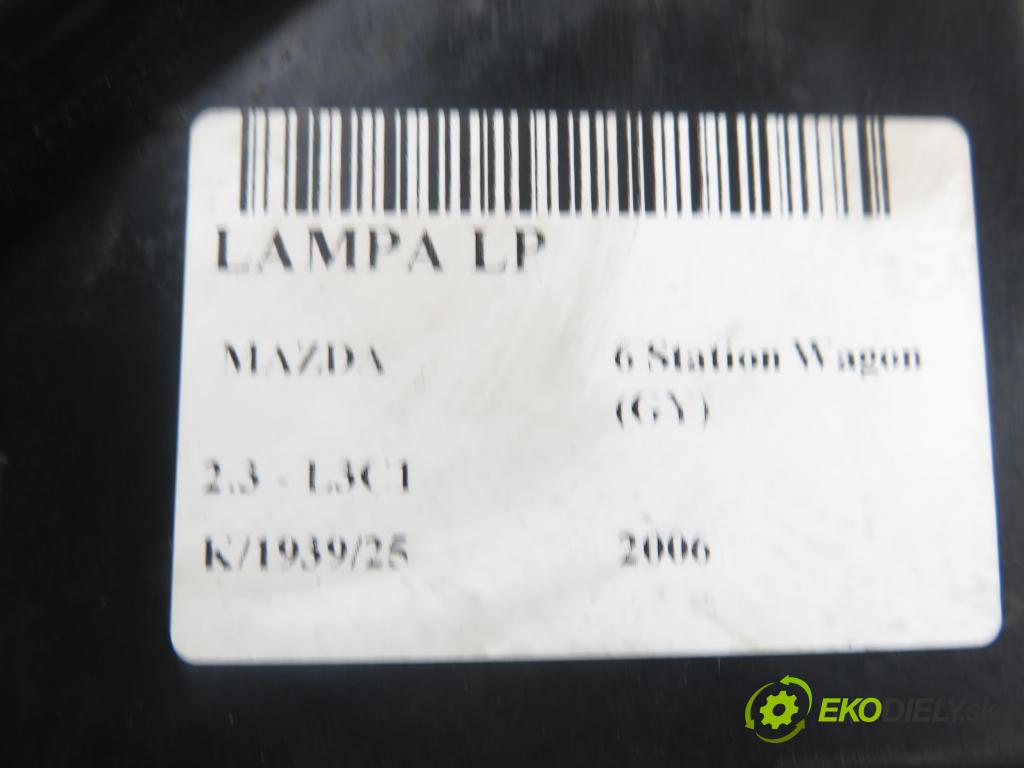 LAMPA LP
MAZDA 6 Station Wagon
(GY)
2.3 - L3C1
K/1939/25 2006
EKODIELY.sk